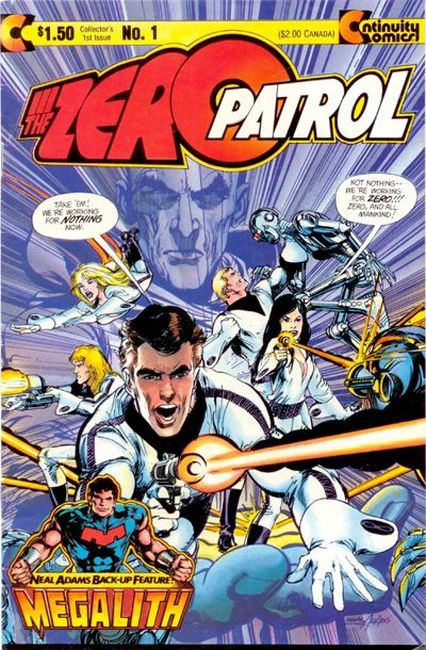 $1.50
Collector's
1st Issue
No. 1
($2.00 CANADA)
Continuity
Comics!
THE ZERO PATROL
TAKE 'EM!
WE'RE WORKING
FOR NOTHING
NOW.
NOT NOTHING--
WE'RE WORKING
FOR ZERO!!!
ZERO, AND ALL
MANKIND!
M
NEAL ADAMS BACK-UP FEATURE:
MEGALITH